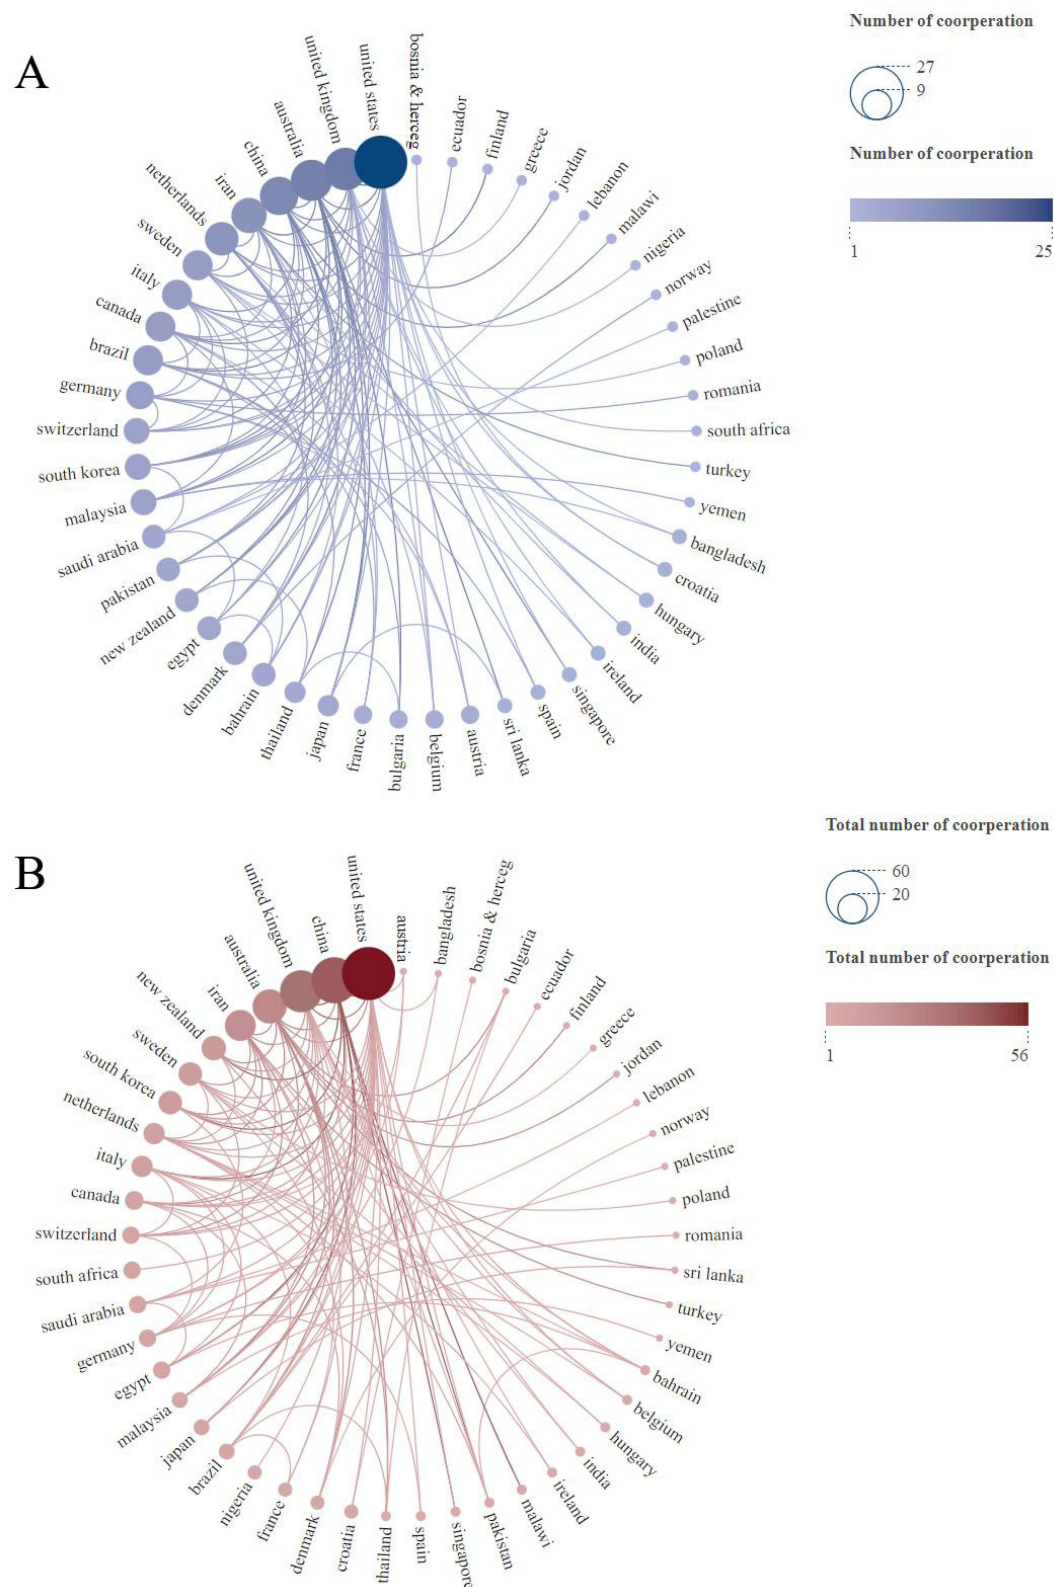 A
Number of coorperation
27
9
Number of coorperation
1
25
united states
bosnia & herceg
ecuador
finland
greece
jordan
lebanon
malawi
nigeria
norway
palestine
poland
romania
south africa
turkey
yemen
bangladesh
croatia
hungary
india
ireland
singapore
spain
sri lanka
austria
belgium
bulgaria
france
japan
thailand
bahrain
denmark
egypt
new zealand
pakistan
saudi arabia
malaysia
south korea
switzerland
germany
brazil
canada
italy
sweden
netherlands
iran
china
australia
united kingdom
B
Total number of coorperation
60
20
Total number of coorperation
1
56
united states
austria
bangladesh
bosnia & herceg
bulgaria
ecuador
finland
greece
jordan
lebanon
norway
palestine
poland
romania
sri lanka
turkey
yemen
bahrain
belgium
hungary
india
ireland
malawi
pakistan
singapore
spain
thailand
croatia
denmark
france
nigeria
brazil
japan
malaysia
egypt
germany
saudi arabia
south africa
switzerland
canada
italy
netherlands
south korea
sweden
new zealand
iran
australia
united kingdom
china